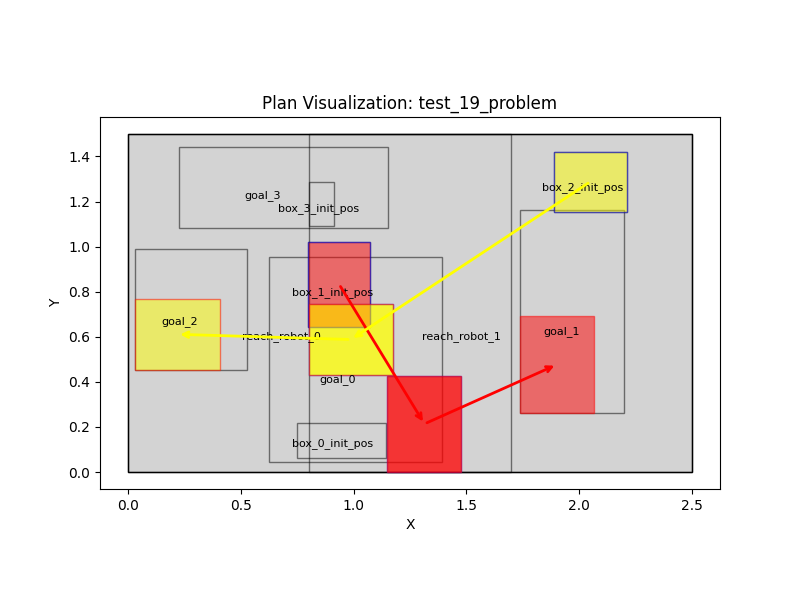 Plan Visualization: test_19_problem
goal_3
box_3_init_pos
box_2_init_pos
box_1_init_pos
goal_2
reach_robot_0
reach_robot_1
goal_1
goal_0
box_0_init_pos
1.4
1.2
1.0
0.8
0.6
0.4
0.2
0.0
Y
0.0 0.5 1.0 1.5 2.0 2.5
X